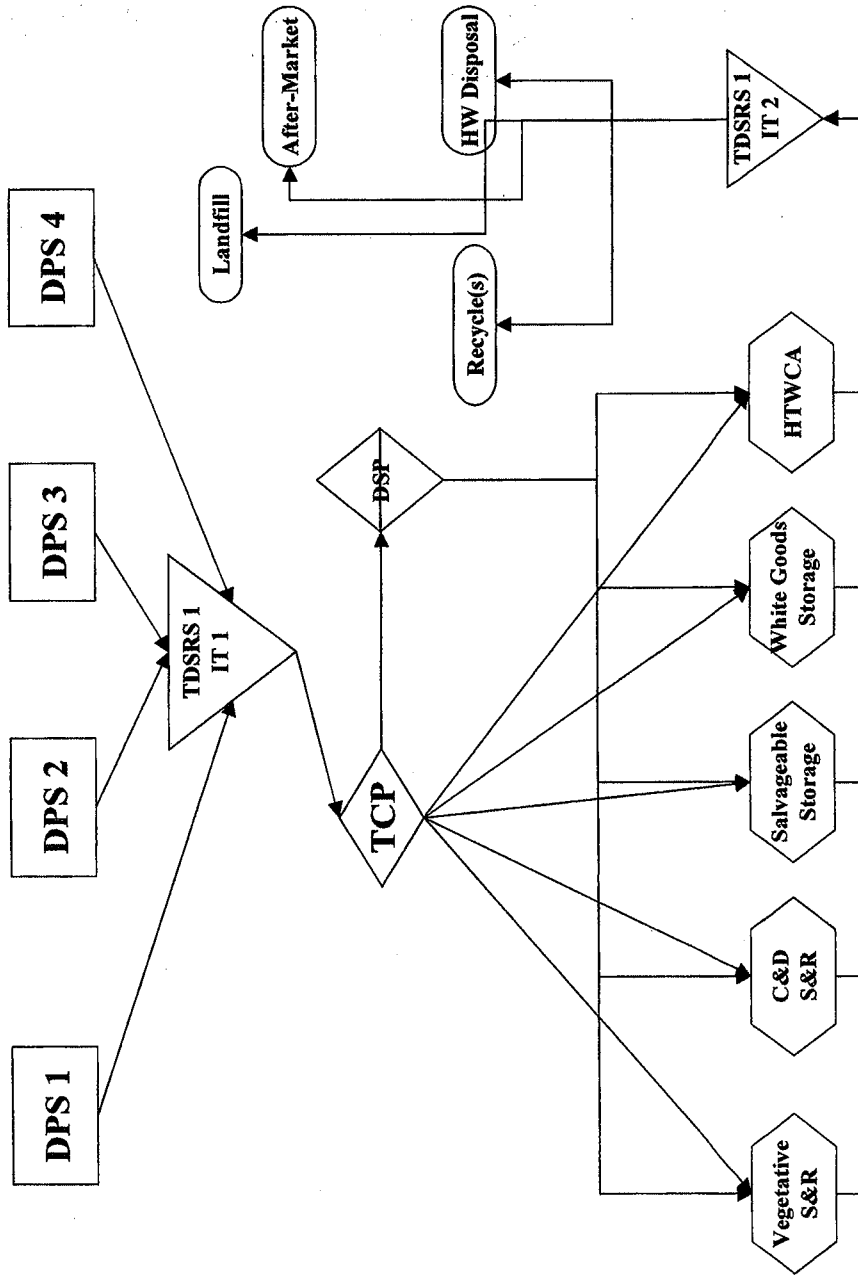 DPS 1
DPS 2
DPS 3
DPS 4
TDSRS 1
IT 1
Landfill
After-Market
TCP
DSP
Recycle(s)
HW Disposal
Vegetative
S&R
C&D
S&R
Salvageable
Storage
White Goods
Storage
HTWCA
TDSRS 1
IT 2